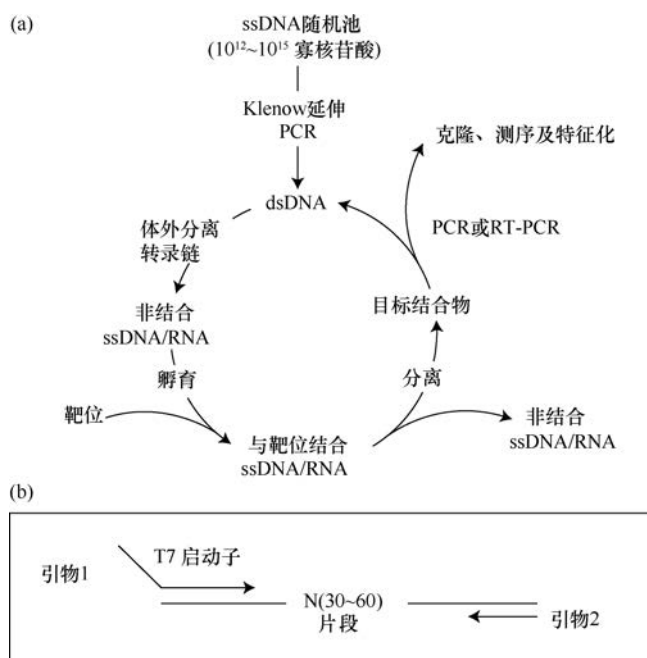 (a)
ssDNA随机池
(10¹²~10¹⁵ 寡核苷酸)
Klenow延伸
PCR
克隆、测序及特征化
dsDNA
PCR或RT-PCR
体外分离
转录链
目标结合物
非结合
ssDNA/RNA
孵育
分离
靶位
与靶位结合
ssDNA/RNA
非结合
ssDNA/RNA
(b)
T7 启动子
引物1
N(30~60)
片段
引物2